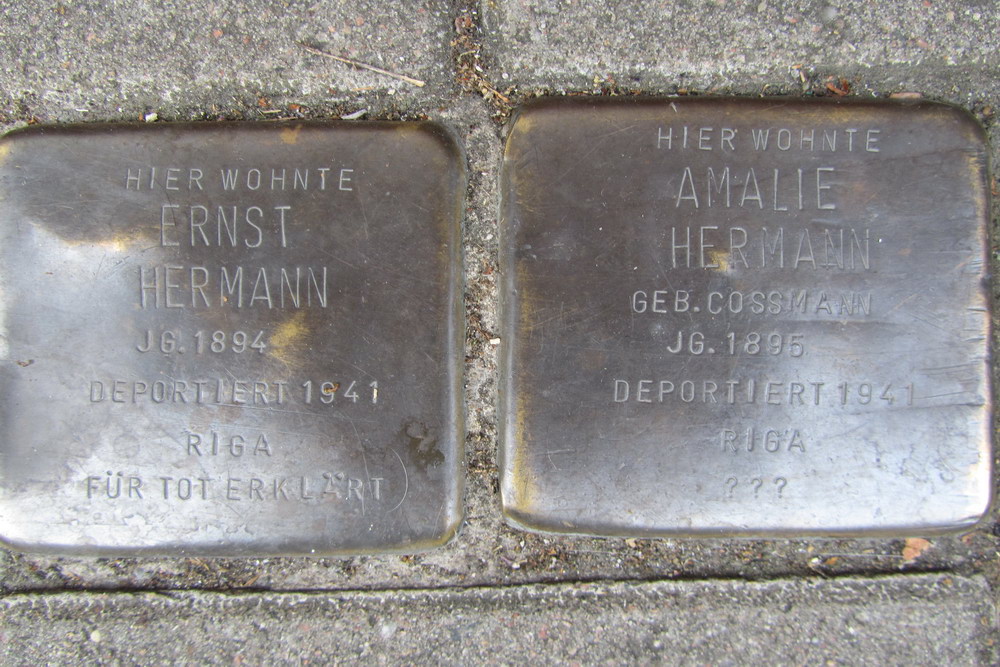 HIER WOHNTE
ERNST
HERMANN
JG. 1894
DEPORTIERT 1941
RIGA
FÜR TOT ERKLÄRT
HIER WOHNTE
AMALIE
HERMANN
GEB. COSSMANN
JG. 1895
DEPORTIERT 1941
RIGA
???